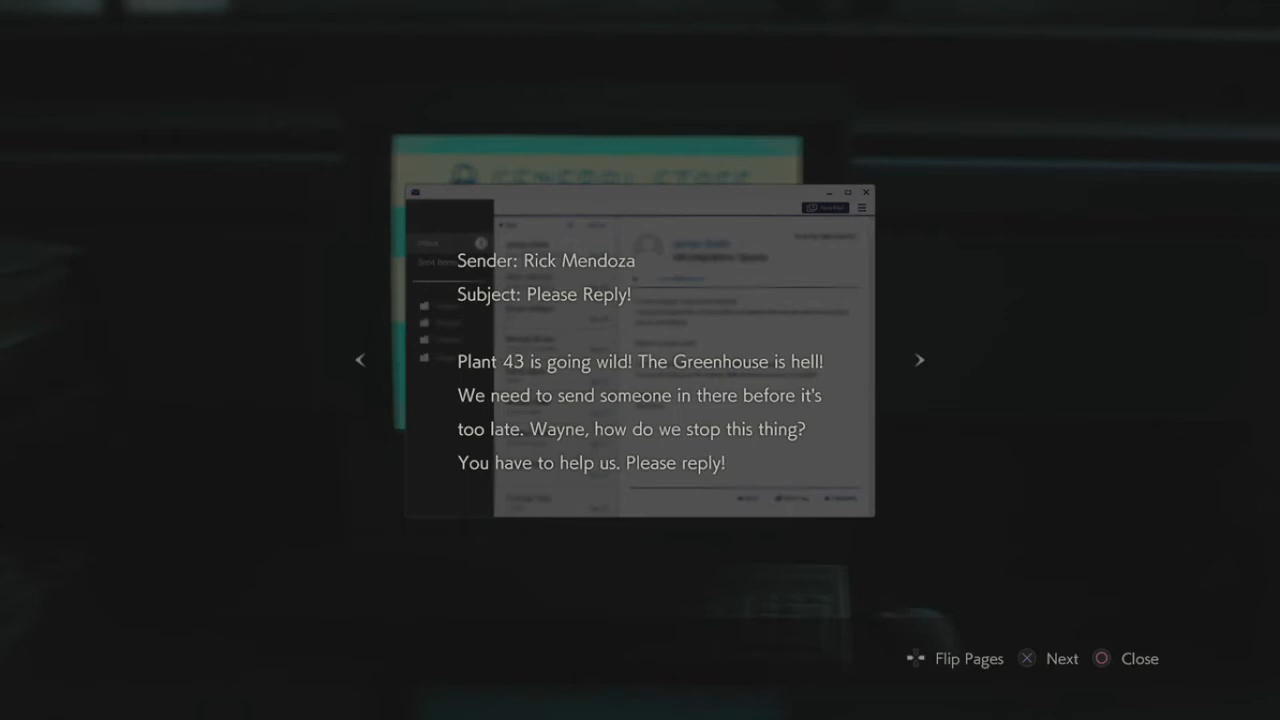 GENERAL STORE
Sender: Rick Mendoza
Subject: Please Reply!
Plant 43 is going wild! The Greenhouse is hell!
We need to send someone in there before it's
too late. Wayne, how do we stop this thing?
You have to help us. Please reply!
Flip Pages
Next
Close